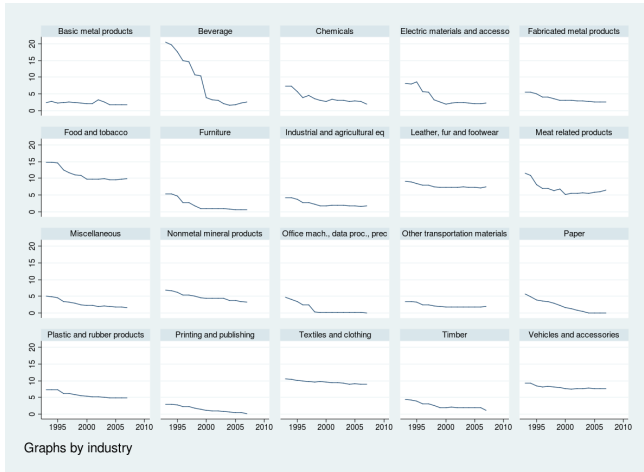 Basic metal products
Beverage
Chemicals
Electric materials and accesso
Fabricated metal products
0 5 10 15 20
Food and tobacco
Furniture
Industrial and agricultural eq
Leather, fur and footwear
Meat related products
0 5 10 15 20
Miscellaneous
Nonmetal mineral products
Office mach., data proc., prec
Other transportation materials
Paper
0 5 10 15 20
Plastic and rubber products
Printing and publishing
Textiles and clothing
Timber
Vehicles and accessories
0 5 10 15 20
1995 2000 2005 2010
1995 2000 2005 2010
1995 2000 2005 2010
1995 2000 2005 2010
1995 2000 2005 2010
Graphs by industry